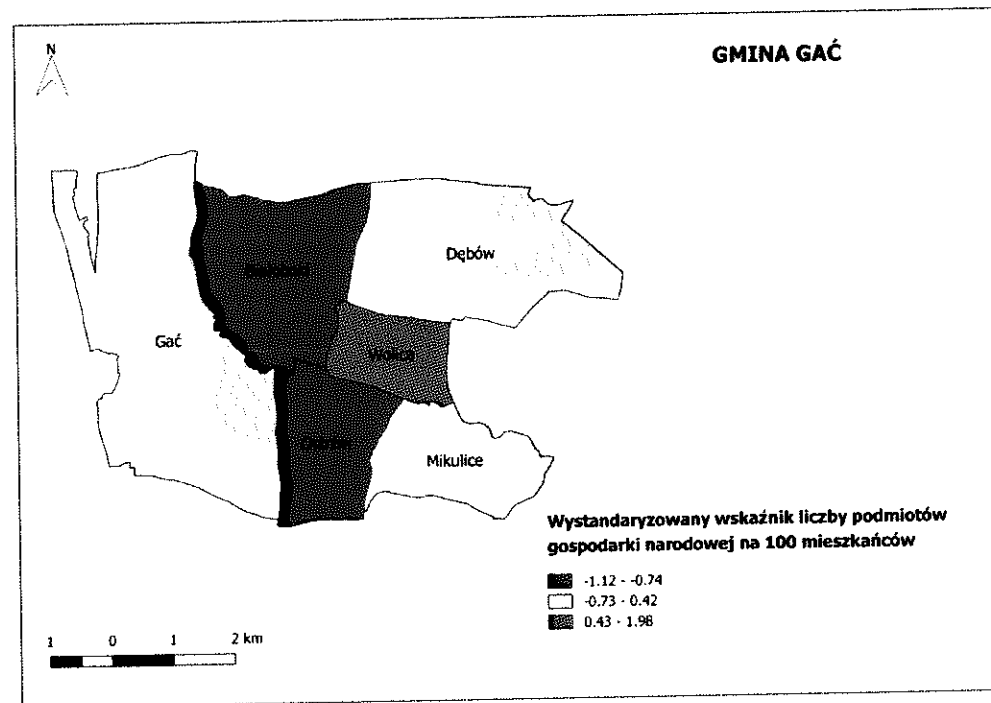 N
GMINA GAĆ
Dębów
Gać
Wolica
Mikulice
Wystandaryzowany wskaźnik liczby podmiotów
gospodarki narodowej na 100 mieszkańców
-1.12 - -0.74
-0.73 - 0.42
0.43 - 1.98
1 0 1 2 km